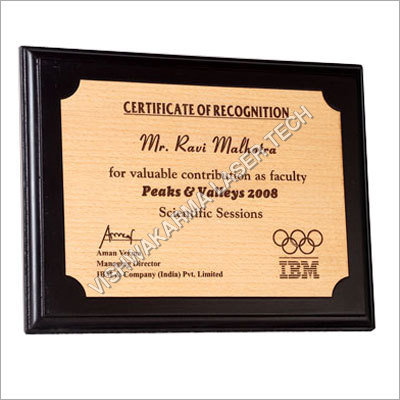 CERTIFICATE OF RECOGNITION
Mr. Ravi Malhotra
for valuable contribution as faculty
Peaks & Valleys 2008
Scientific Sessions
Aman
Managing Director
Company (India) Pvt. Limited
IBM
VISHWAKARMA LASER TECH